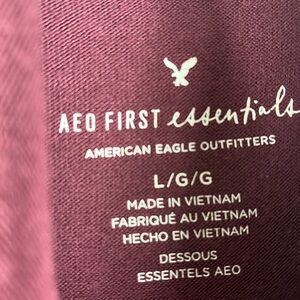 AEO FIRST essentials
AMERICAN EAGLE OUTFITTERS
L/G/G
MADE IN VIETNAM
FABRIQUÉ AU VIETNAM
HECHO EN VIETNAM
DESSOUS
ESSENTELS AEO